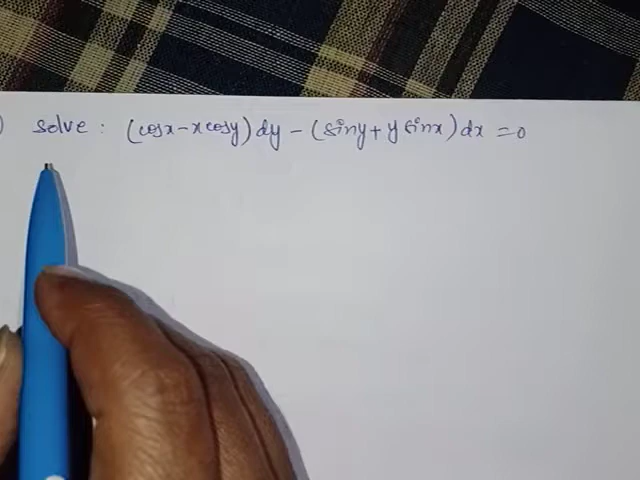 ) solve : (cosx - x cosy) dy - (siny + y sinx) dx = 0